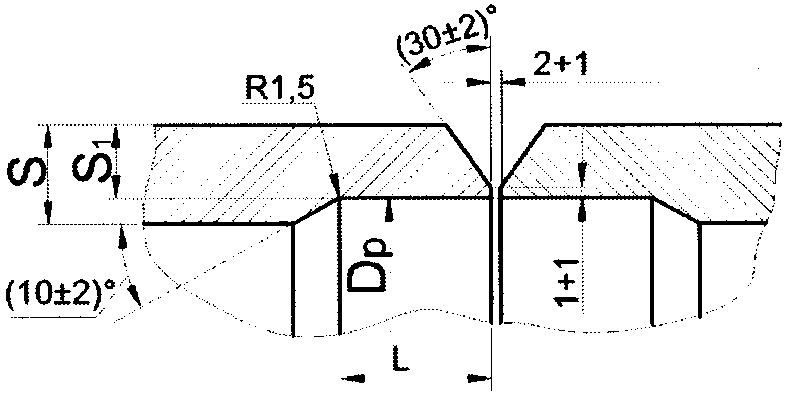 (30±2)°
2+1
R1,5
S
S1
(10±2)°
Dp
1+1
L